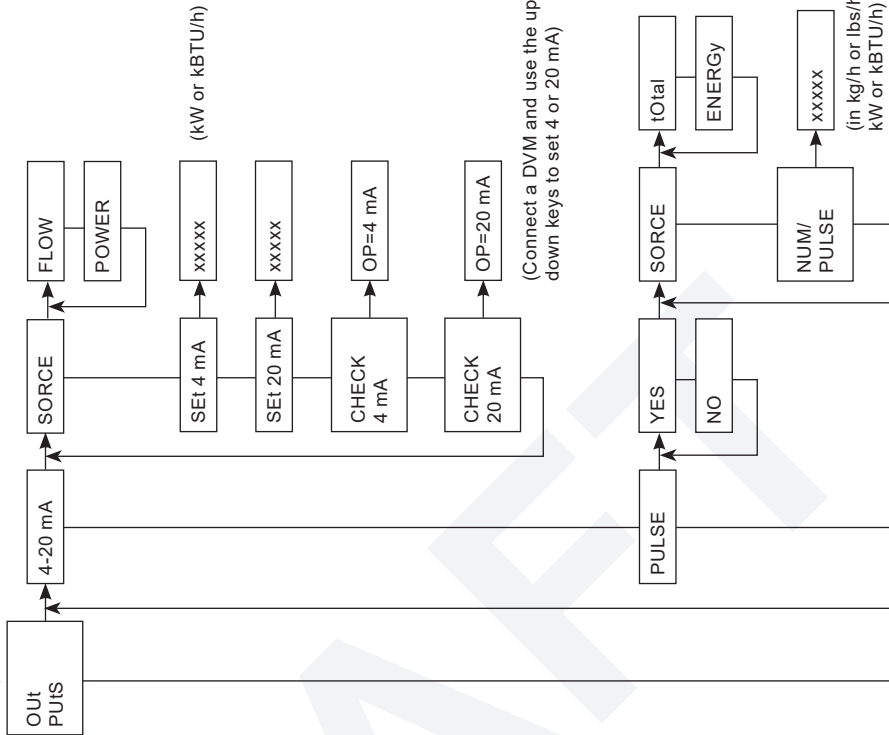 OUt
PUtS
4-20 mA
SORCE
FLOW
POWER
SEt 4 mA
xxxxx
(kW or kBTU/h)
SEt 20 mA
xxxxx
CHECK
4 mA
OP=4 mA
CHECK
20 mA
OP=20 mA
(Connect a DVM and use the up
down keys to set 4 or 20 mA)
PULSE
YES
NO
SORCE
tOtal
ENERGy
NUM/
PULSE
xxxxx
(in kg/h or lbs/h
kW or kBTU/h)